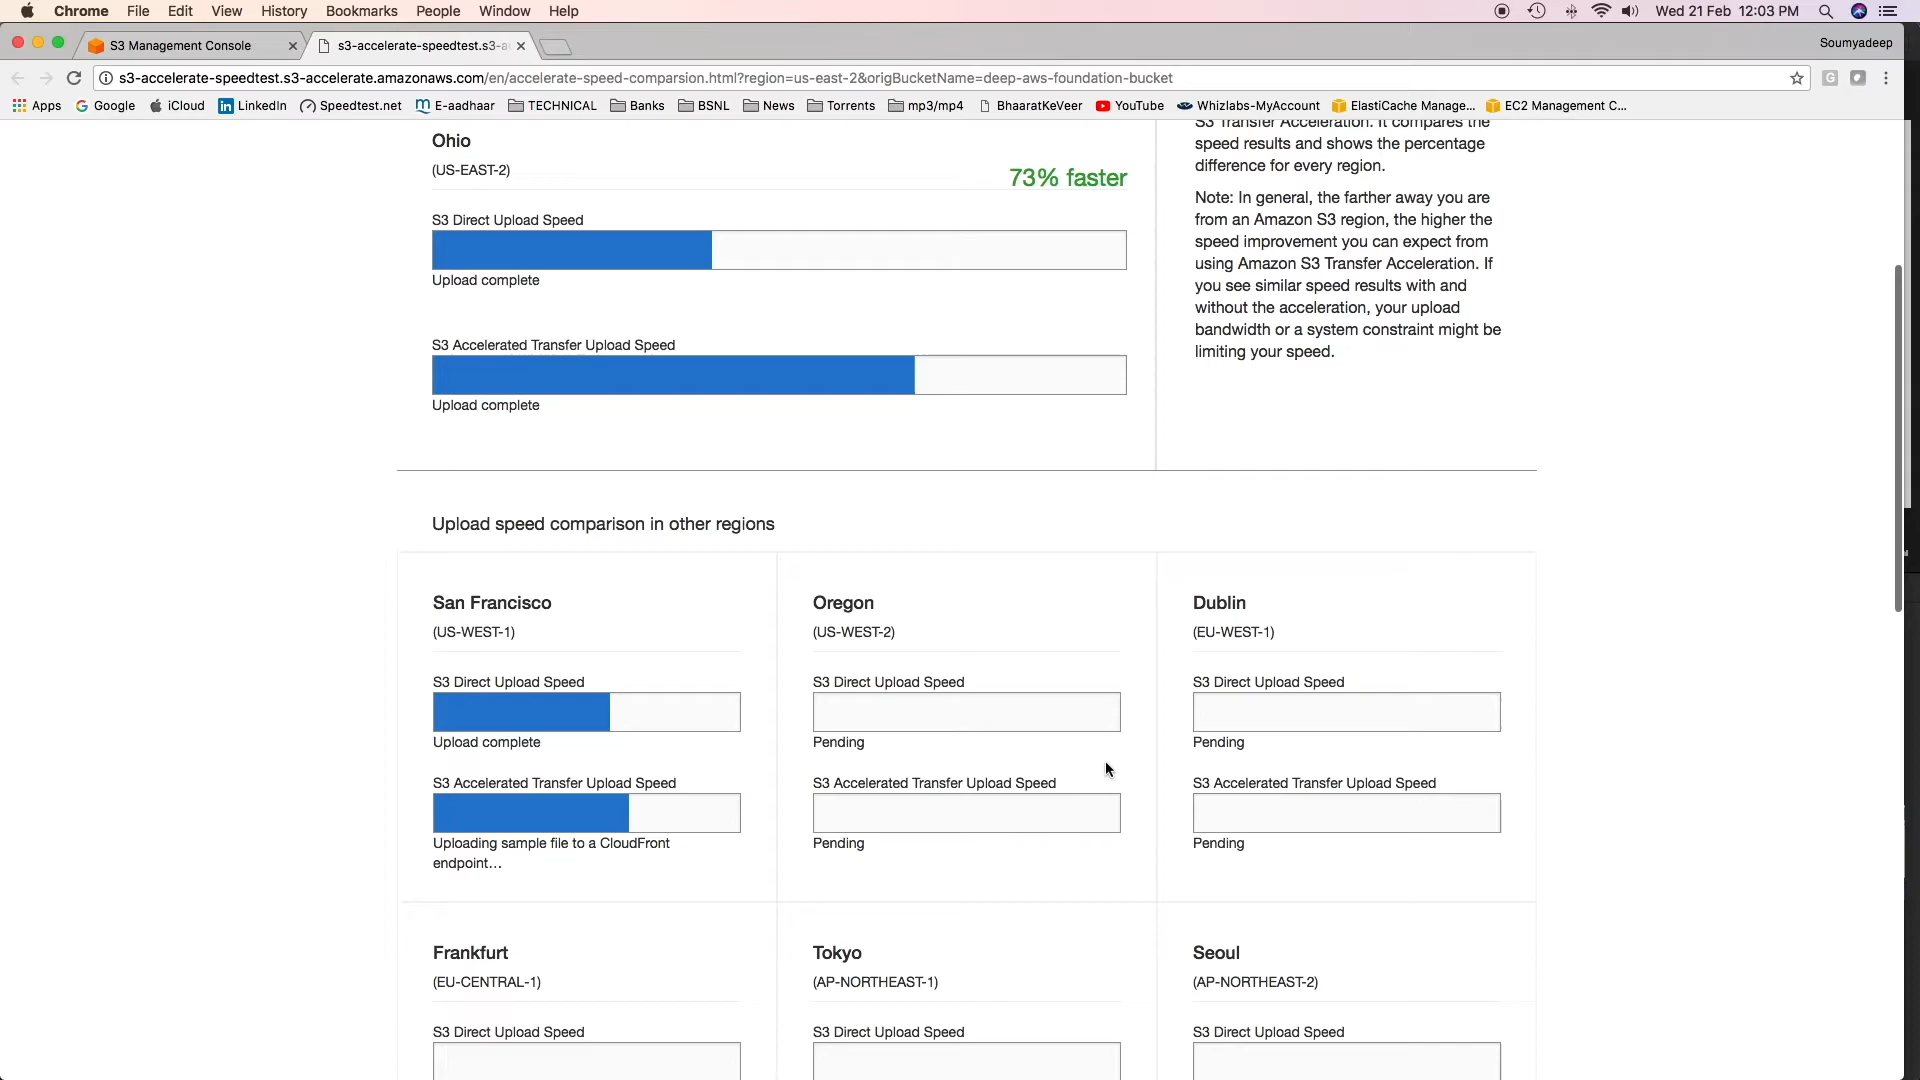 Chrome File Edit View History Bookmarks People Window Help Wed 21 Feb 12:03 PM
S3 Management Console s3-accelerate-speedtest.s3-a Soumyadeep
s3-accelerate-speedtest.s3-accelerate.amazonaws.com/en/accelerate-speed-comparsion.html?region=us-east-2&origBucketName=deep-aws-foundation-bucket
Apps Google iCloud LinkedIn Speedtest.net E-aadhaar TECHNICAL Banks BSNL News Torrents mp3/mp4 BhaaratKeVeer YouTube Whizlabs-MyAccount ElastiCache Manage... EC2 Management C...
Ohio
(US-EAST-2)
73% faster
S3 Direct Upload Speed
Upload complete
S3 Accelerated Transfer Upload Speed
Upload complete
S3 Transfer Acceleration. It compares the
speed results and shows the percentage
difference for every region.
Note: In general, the farther away you are
from an Amazon S3 region, the higher the
speed improvement you can expect from
using Amazon S3 Transfer Acceleration. If
you see similar speed results with and
without the acceleration, your upload
bandwidth or a system constraint might be
limiting your speed.
Upload speed comparison in other regions
San Francisco
(US-WEST-1)
S3 Direct Upload Speed
Upload complete
S3 Accelerated Transfer Upload Speed
Uploading sample file to a CloudFront
endpoint...
Oregon
(US-WEST-2)
S3 Direct Upload Speed
Pending
S3 Accelerated Transfer Upload Speed
Pending
Dublin
(EU-WEST-1)
S3 Direct Upload Speed
Pending
S3 Accelerated Transfer Upload Speed
Pending
Frankfurt
(EU-CENTRAL-1)
S3 Direct Upload Speed
Tokyo
(AP-NORTHEAST-1)
S3 Direct Upload Speed
Seoul
(AP-NORTHEAST-2)
S3 Direct Upload Speed